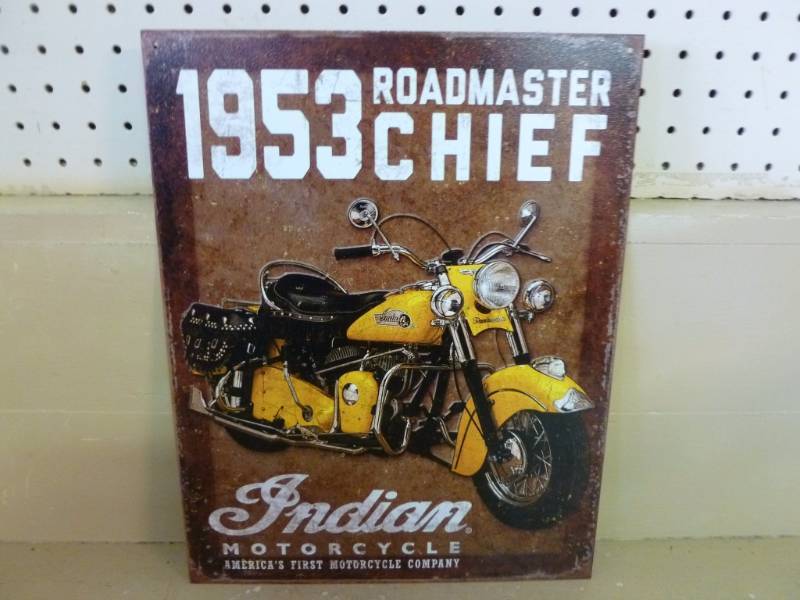 1953 ROADMASTER
CHIEF
Indian
MOTORCYCLE
AMERICA'S FIRST MOTORCYCLE COMPANY